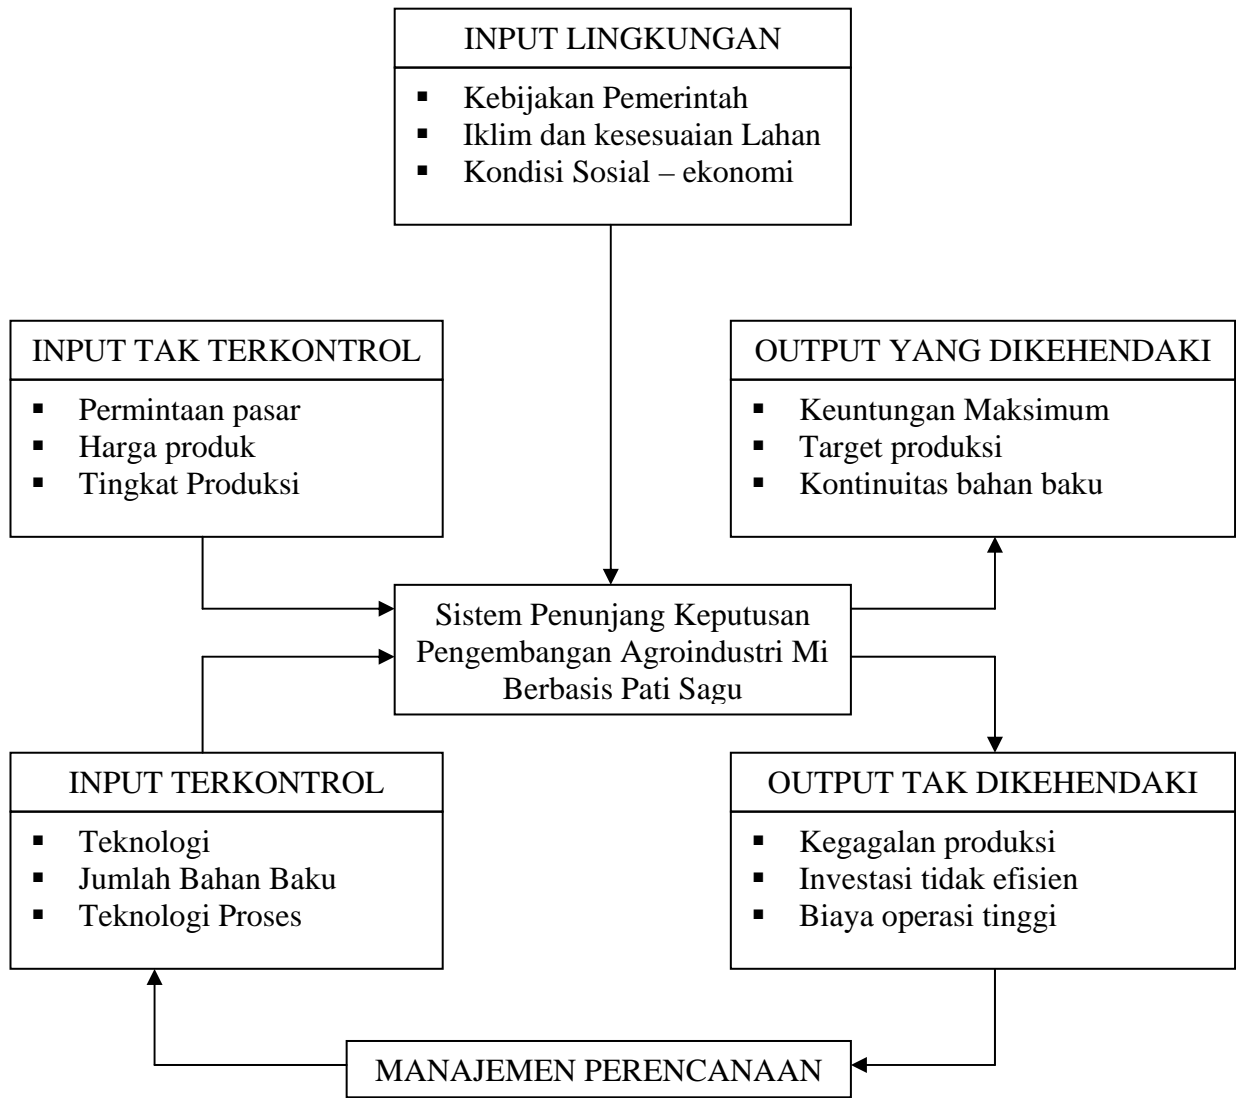 INPUT LINGKUNGAN
▪ Kebijakan Pemerintah
▪ Iklim dan kesesuaian Lahan
▪ Kondisi Sosial – ekonomi
INPUT TAK TERKONTROL
▪ Permintaan pasar
▪ Harga produk
▪ Tingkat Produksi
OUTPUT YANG DIKEHENDAKI
▪ Keuntungan Maksimum
▪ Target produksi
▪ Kontinuitas bahan baku
Sistem Penunjang Keputusan
Pengembangan Agroindustri Mi
Berbasis Pati Sagu
INPUT TERKONTROL
▪ Teknologi
▪ Jumlah Bahan Baku
▪ Teknologi Proses
OUTPUT TAK DIKEHENDAKI
▪ Kegagalan produksi
▪ Investasi tidak efisien
▪ Biaya operasi tinggi
MANAJEMEN PERENCANAAN